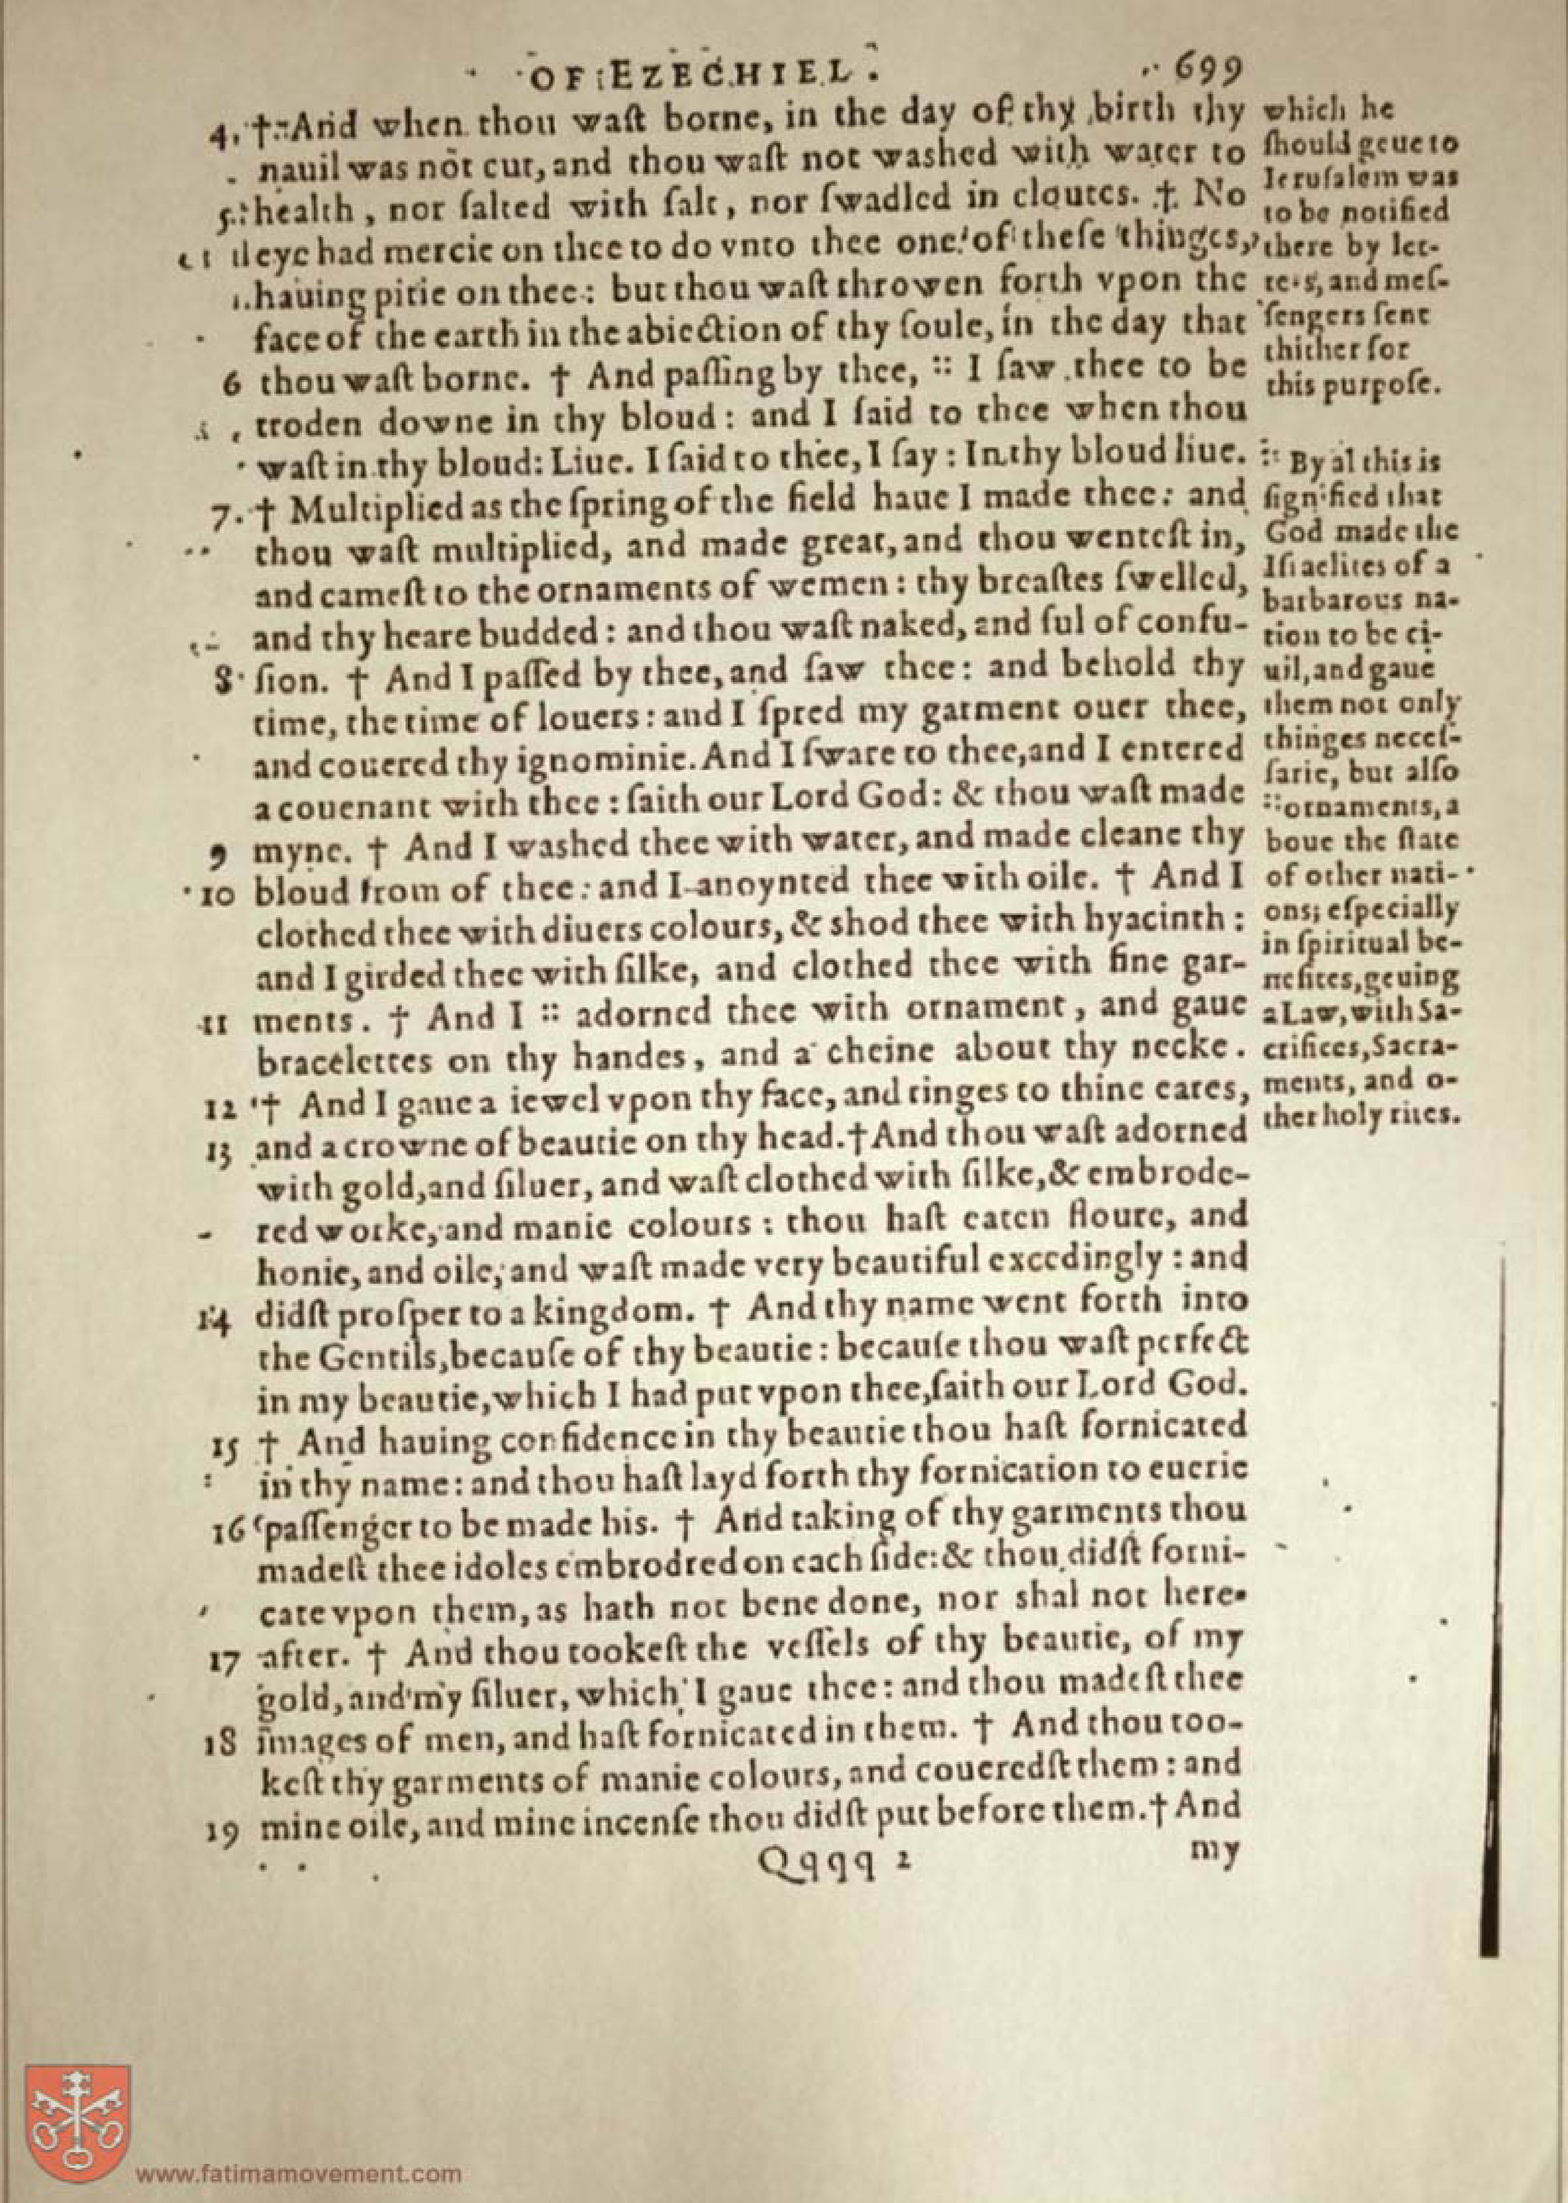 OF EZECHIEL. 699
4 † And when thou waſt borne, in the day of thy birth thy
nauil was not cut, and thou waſt not washed with water to
5 health, nor ſalted with ſalt, nor ſwadled in cloutes. † No
eye had mercie on thee to do vnto thee one of theſe thinges,
hauing pitie on thee: but thou waſt throwen forth vpon the
face of the earth in the abiection of thy ſoule, in the day that
6 thou waſt borne. † And paſſing by thee, :: I ſaw thee to be
troden downe in thy bloud: and I ſaid to thee when thou
waſt in thy bloud: Liue. I ſaid to thee, I ſay: In thy bloud liue.
7. † Multiplied as the ſpring of the field haue I made thee: and
thou waſt multiplied, and made great, and thou wenteſt in,
and cameſt to the ornaments of wemen: thy breaſtes ſwelled,
and thy heare budded: and thou waſt naked, and ful of confu-
8 ſion. † And I paſſed by thee, and ſaw thee: and behold thy
time, the time of louers: and I ſpred my garment ouer thee,
and couered thy ignominie. And I ſware to thee, and I entered
a couenant with thee: ſaith our Lord God: & thou waſt made
9 myne. † And I washed thee with water, and made cleane thy
10 bloud from of thee: and I anoynted thee with oile. † And I
clothed thee with diuers colours, & shod thee with hyacinth:
and I girded thee with ſilke, and clothed thee with fine gar-
11 ments. † And I :: adorned thee with ornament, and gaue
bracelettes on thy handes, and a cheine about thy necke.
12 † And I gaue a iewel vpon thy face, and ringes to thine eares,
13 and a crowne of beautie on thy head. † And thou waſt adorned
with gold, and ſiluer, and waſt clothed with ſilke, & embrode-
red worke, and manie colours: thou haſt eaten floure, and
honie, and oile, and waſt made very beautiful excedingly: and
14 didſt proſper to a kingdom. † And thy name went forth into
the Gentils, becauſe of thy beautie: becauſe thou waſt perfect
in my beautie, which I had put vpon thee, ſaith our Lord God.
15 † And hauing confidence in thy beautie thou haſt fornicated
in thy name: and thou haſt layd forth thy fornication to euerie
16 paſſenger to be made his. † And taking of thy garments thou
madeſt thee idoles embrodred on each ſide: & thou didſt forni-
cate vpon them, as hath not bene done, nor shal not here-
17 after. † And thou tookeſt the veſſels of thy beautie, of my
gold, and my ſiluer, which I gaue thee: and thou madeſt thee
18 images of men, and haſt fornicated in them. † And thou too-
keſt thy garments of manie colours, and coueredſt them: and
19 mine oile, and mine incenſe thou didſt put before them. † And
Qqqq 2 my
which he
ſhould geue to
Ieruſalem was
to be notified
there by let-
ters, and meſ-
ſengers ſent
thither for
this purpoſe.
:: By al this is
ſignified that
God made the
Iſraelites of a
barbarous na-
tion to be ci-
uil, and gaue
them not only
thinges neceſ-
ſarie, but alſo
:: ornaments, a
boue the ſtate
of other nati-
ons; eſpecially
in ſpiritual be-
nefites, geuing
a Law, with Sa-
crifices, Sacra-
ments, and o-
ther holy rites.
www.fatimamovement.com